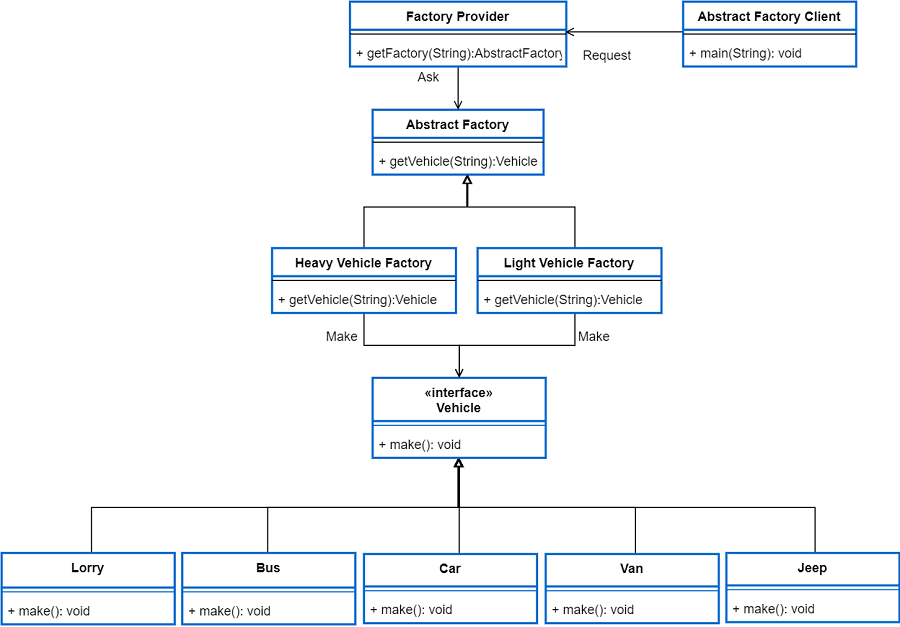 Factory Provider
Abstract Factory Client
+ getFactory(String):AbstractFactory
+ main(String): void
Request
Ask
Abstract Factory
+ getVehicle(String):Vehicle
Heavy Vehicle Factory
Light Vehicle Factory
+ getVehicle(String):Vehicle
+ getVehicle(String):Vehicle
Make
Make
«interface»
Vehicle
+ make(): void
Lorry
Bus
Car
Van
Jeep
+ make(): void
+ make(): void
+ make(): void
+ make(): void
+ make(): void